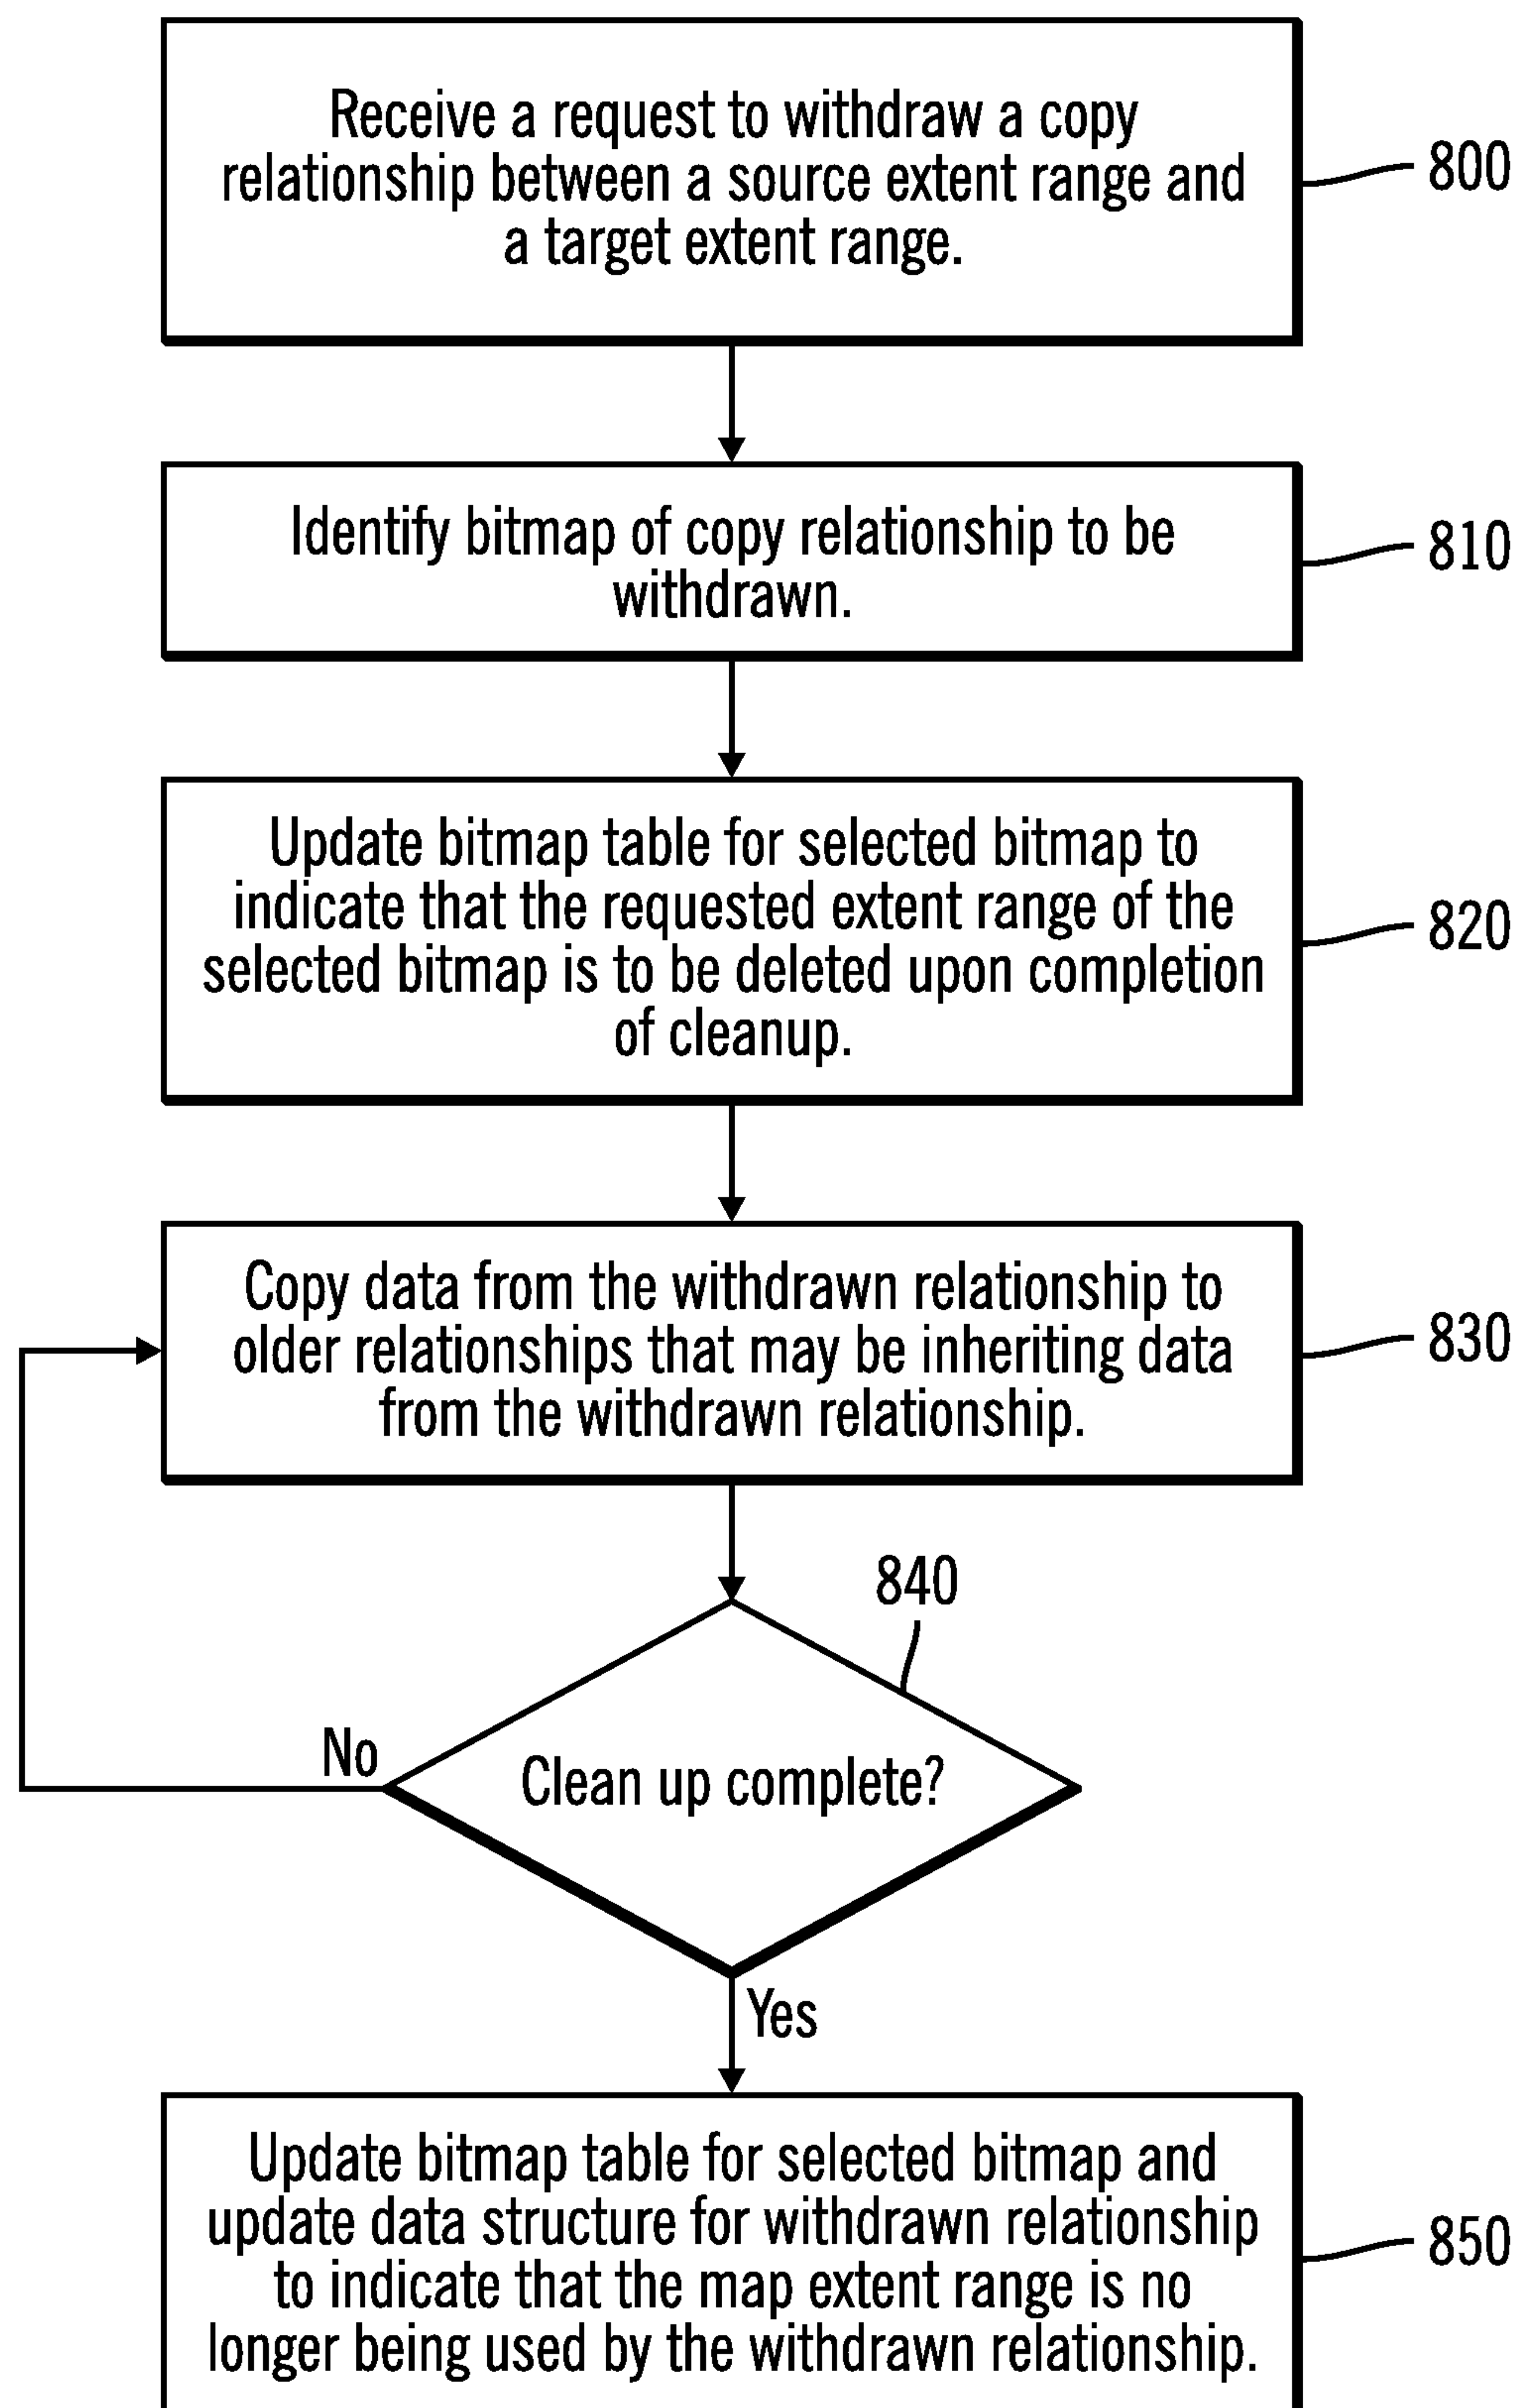 Receive a request to withdraw a copy
relationship between a source extent range and
a target extent range.
800
Identify bitmap of copy relationship to be
withdrawn.
810
Update bitmap table for selected bitmap to
indicate that the requested extent range of the
selected bitmap is to be deleted upon completion
of cleanup.
820
Copy data from the withdrawn relationship to
older relationships that may be inheriting data
from the withdrawn relationship.
830
840
Clean up complete?
No
Yes
Update bitmap table for selected bitmap and
update data structure for withdrawn relationship
to indicate that the map extent range is no
longer being used by the withdrawn relationship.
850